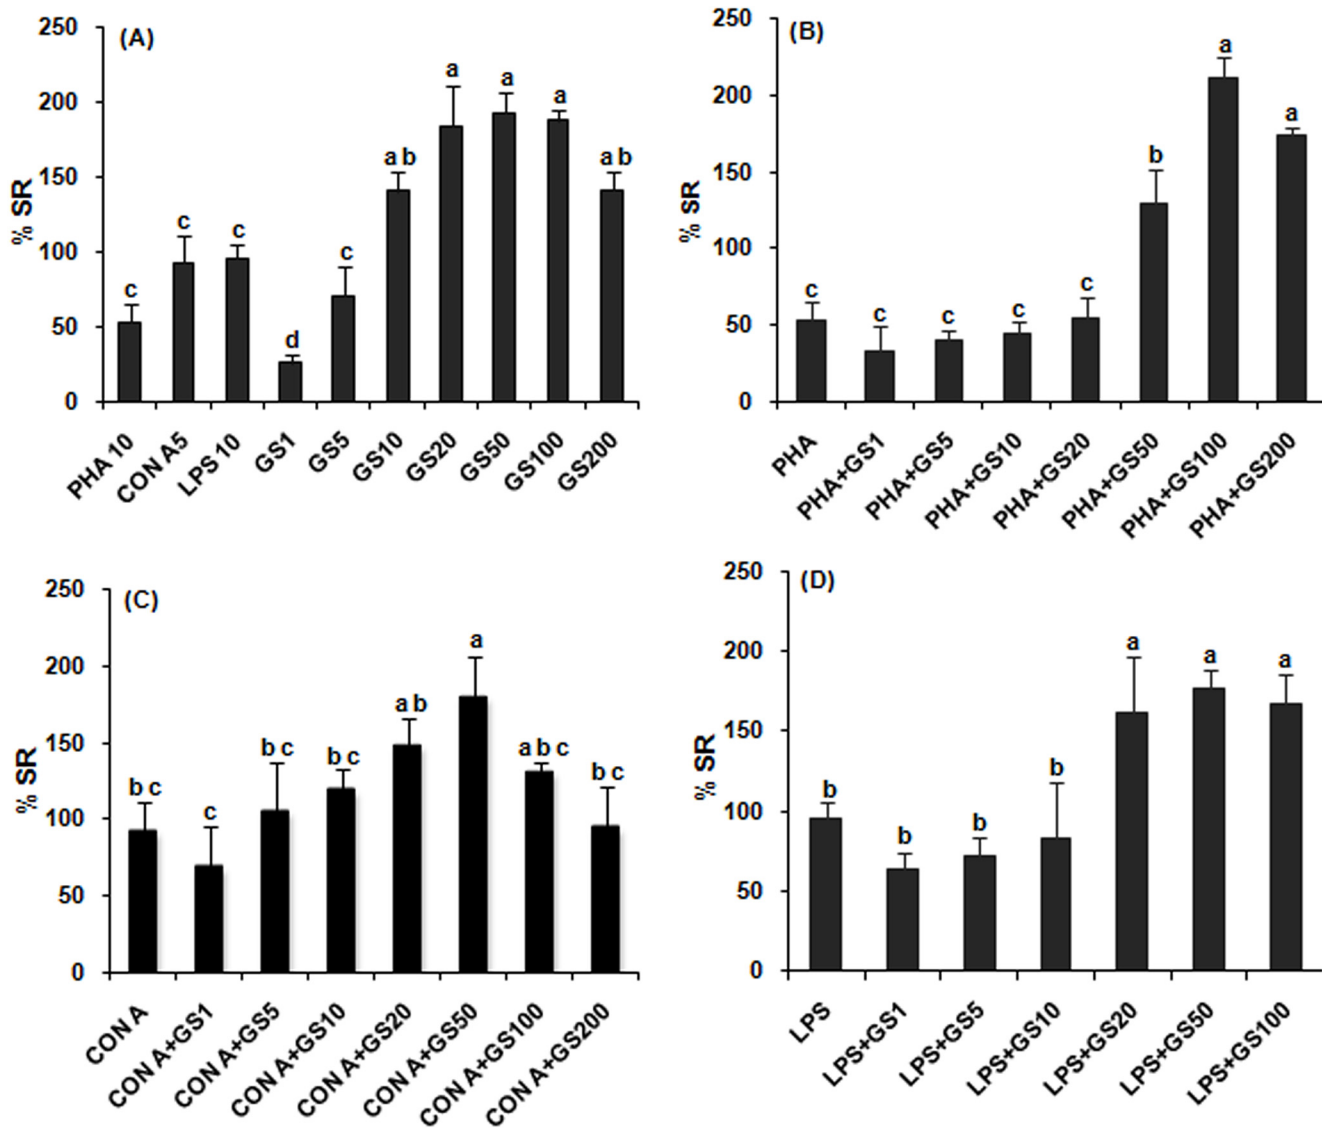 (A)
% SR
250
200
150
100
50
0
c
c
c
d
c
a b
a
a
a
a b
PHA 10
CON A5
LPS 10
GS1
GS5
GS10
GS20
GS50
GS100
GS200
(B)
% SR
250
200
150
100
50
0
c
c
c
c
c
b
a
a
PHA
PHA+GS1
PHA+GS5
PHA+GS10
PHA+GS20
PHA+GS50
PHA+GS100
PHA+GS200
(C)
% SR
250
200
150
100
50
0
b c
c
b c
b c
a b
a
a b c
b c
CON A
CON A+GS1
CON A+GS5
CON A+GS10
CON A+GS20
CON A+GS50
CON A+GS100
CON A+GS200
(D)
% SR
250
200
150
100
50
0
b
b
b
b
a
a
a
LPS
LPS+GS1
LPS+GS5
LPS+GS10
LPS+GS20
LPS+GS50
LPS+GS100